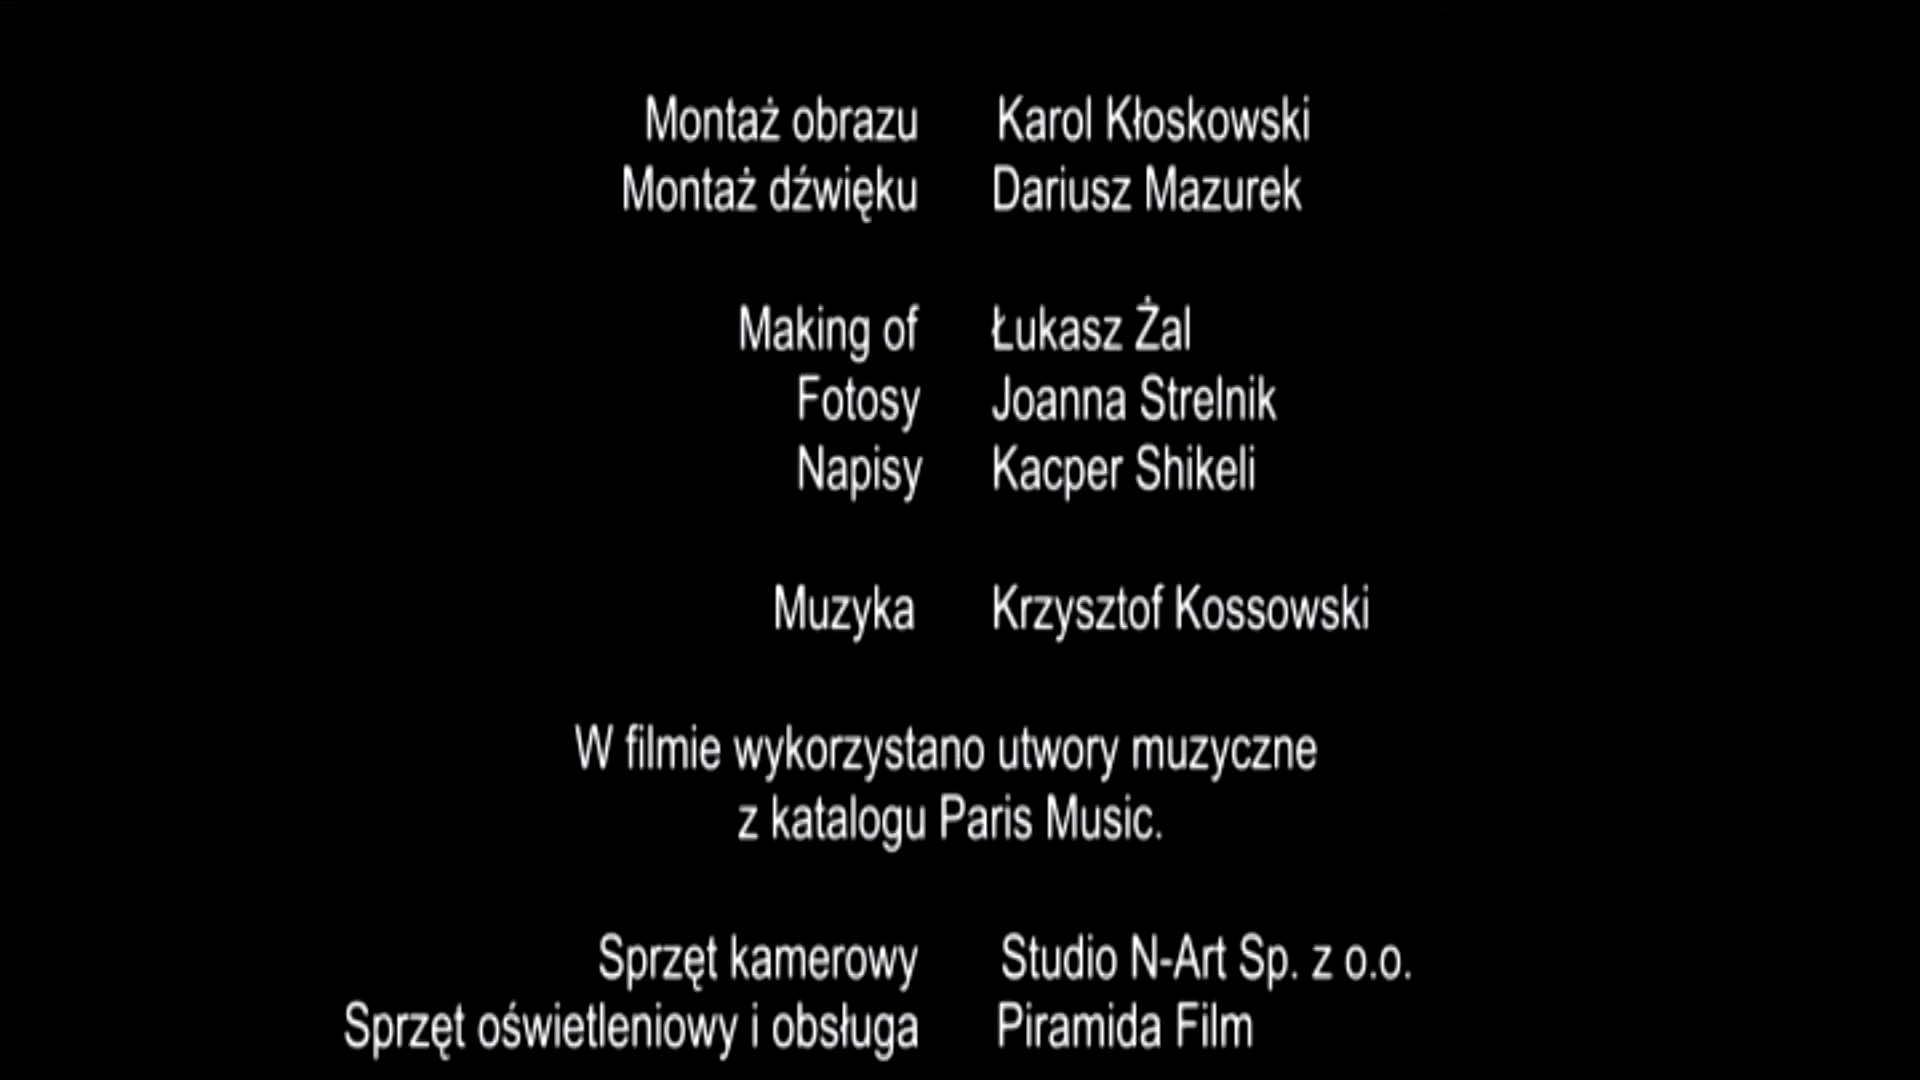 Montaż obrazu Karol Kłoskowski
Montaż dźwięku Dariusz Mazurek
Making of Łukasz Żal
Fotosy Joanna Strelnik
Napisy Kacper Shikeli
Muzyka Krzysztof Kossowski
W filmie wykorzystano utwory muzyczne
z katalogu Paris Music.
Sprzęt kamerowy Studio N-Art Sp. z o.o.
Sprzęt oświetleniowy i obsługa Piramida Film